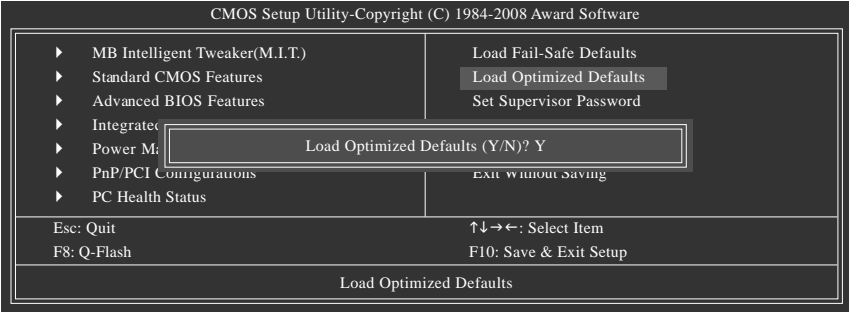 CMOS Setup Utility-Copyright (C) 1984-2008 Award Software
MB Intelligent Tweaker(M.I.T.)
Standard CMOS Features
Advanced BIOS Features
Integrated
Power
PnP/PCI Configurations
PC Health Status
Load Fail-Safe Defaults
Load Optimized Defaults
Set Supervisor Password
Exit Without Saving
Load Optimized Defaults (Y/N)? Y
Esc: Quit
↑↓→←: Select Item
F8: Q-Flash
F10: Save & Exit Setup
Load Optimized Defaults